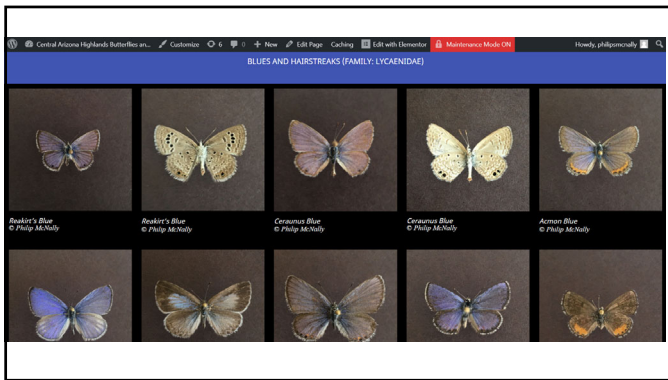 Central Arizona Highlands Butterflies an... Customize 6 0 New Edit Page Caching Edit with Elementor Maintenance Mode ON Howdy, philipsmcnally
BLUES AND HAIRSTREAKS (FAMILY: LYCAENIDAE)
Reakirt's Blue
© Philip McNally
Reakirt's Blue
© Philip McNally
Ceraunus Blue
© Philip McNally
Ceraunus Blue
© Philip McNally
Acmon Blue
© Philip McNally